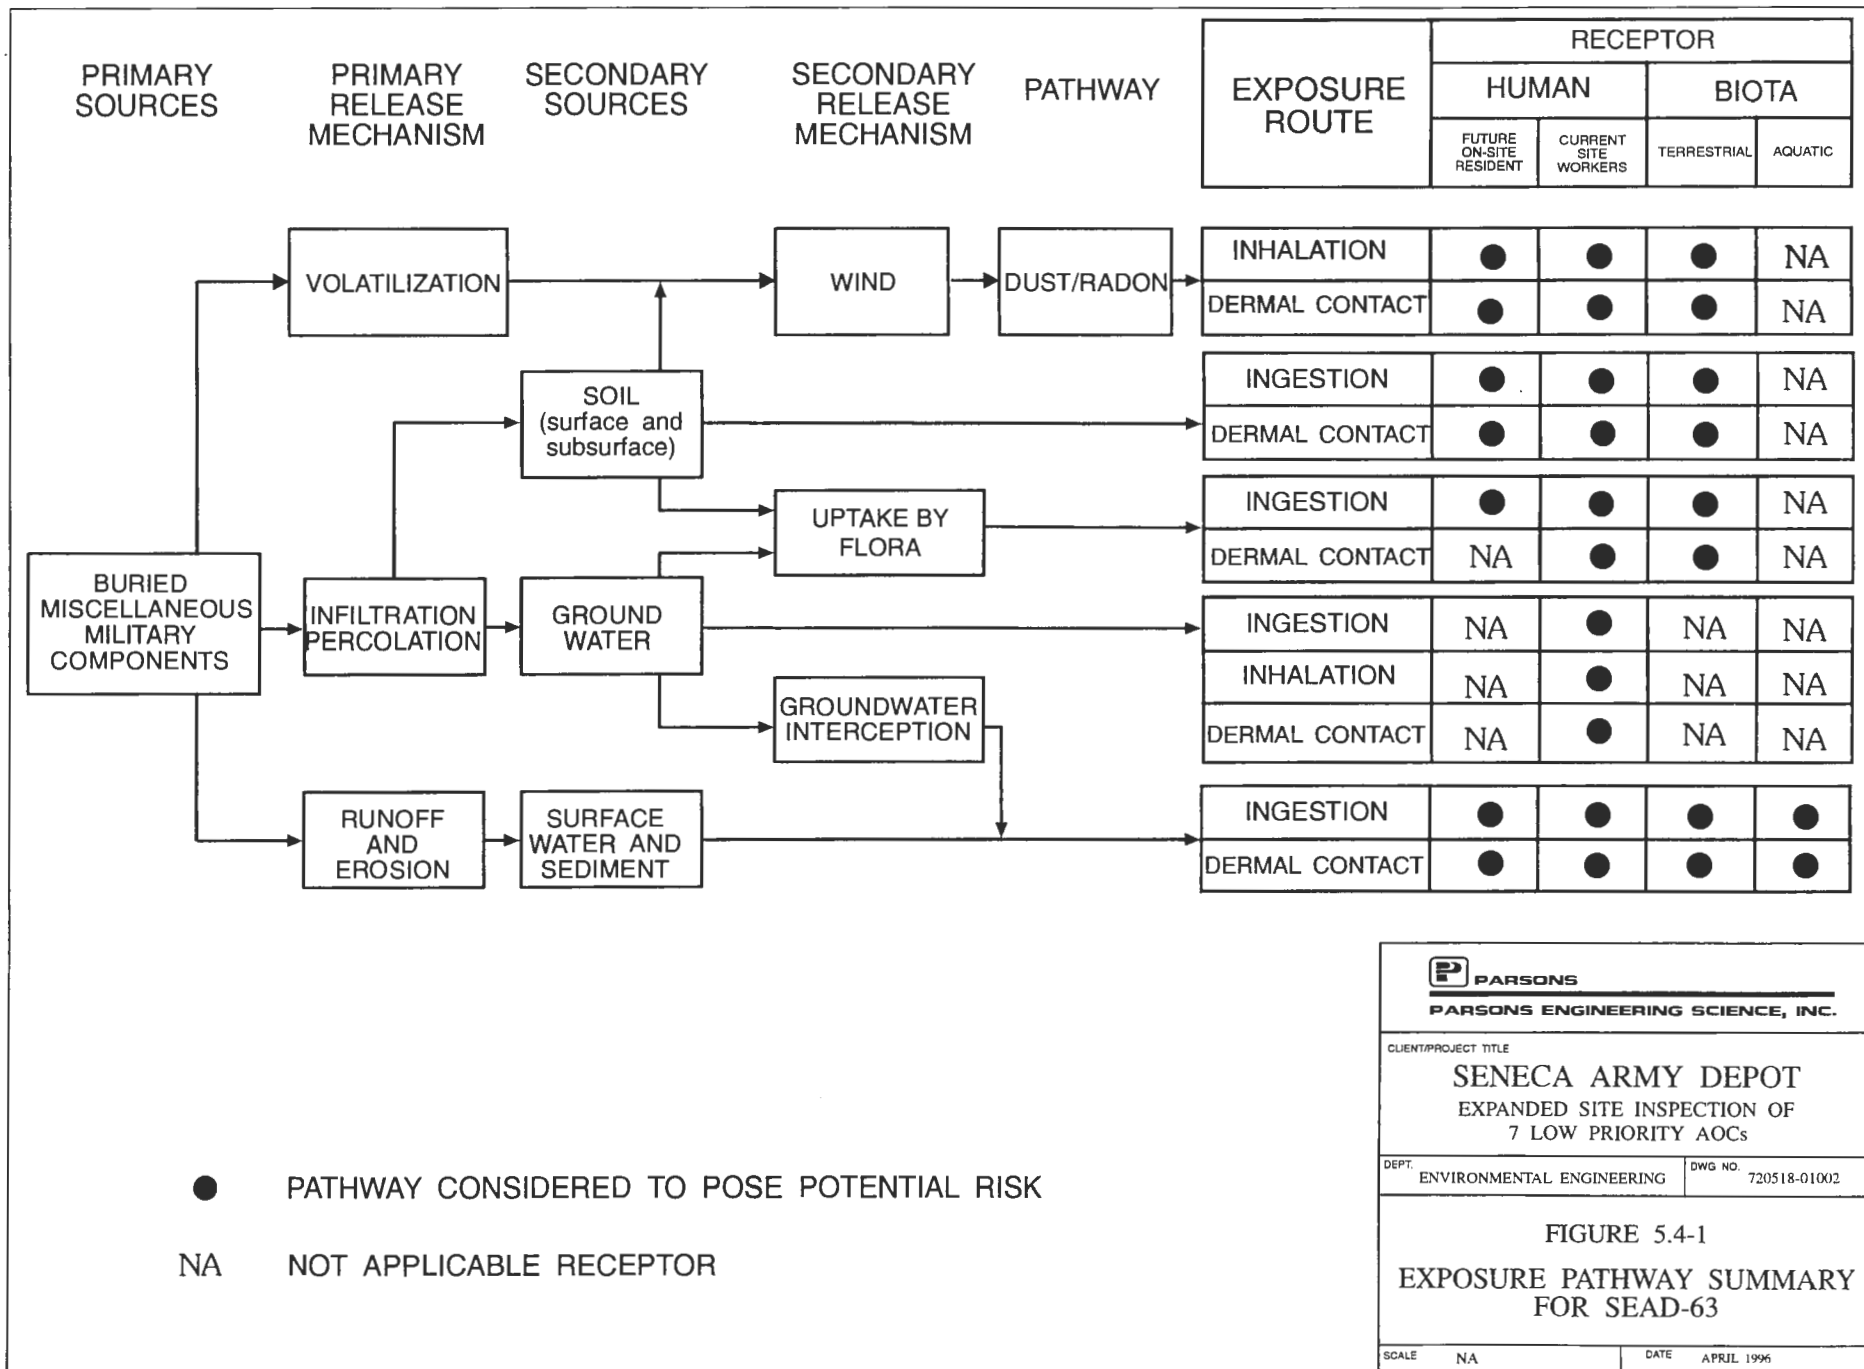 PRIMARY
SOURCES
PRIMARY
RELEASE
MECHANISM
SECONDARY
SOURCES
SECONDARY
RELEASE
MECHANISM
PATHWAY
EXPOSURE
ROUTE
RECEPTOR
HUMAN
BIOTA
FUTURE
ON-SITE
RESIDENT
CURRENT
SITE
WORKERS
TERRESTRIAL
AQUATIC
VOLATILIZATION
WIND
DUST/RADON
INHALATION ● ● ● NA
DERMAL CONTACT ● ● ● NA
SOIL
(surface and
subsurface)
INGESTION ● ● ● NA
DERMAL CONTACT ● ● ● NA
UPTAKE BY
FLORA
INGESTION ● ● ● NA
DERMAL CONTACT NA ● ● NA
BURIED
MISCELLANEOUS
MILITARY
COMPONENTS
INFILTRATION
PERCOLATION
GROUND
WATER
INGESTION NA ● NA NA
INHALATION NA ● NA NA
DERMAL CONTACT NA ● NA NA
GROUNDWATER
INTERCEPTION
RUNOFF
AND
EROSION
SURFACE
WATER AND
SEDIMENT
INGESTION ● ● ● ●
DERMAL CONTACT ● ● ● ●
● PATHWAY CONSIDERED TO POSE POTENTIAL RISK
NA NOT APPLICABLE RECEPTOR
P PARSONS
PARSONS ENGINEERING SCIENCE, INC.
CLIENT/PROJECT TITLE
SENECA ARMY DEPOT
EXPANDED SITE INSPECTION OF
7 LOW PRIORITY AOCs
DEPT. ENVIRONMENTAL ENGINEERING
DWG NO. 720518-01002
FIGURE 5.4-1
EXPOSURE PATHWAY SUMMARY
FOR SEAD-63
SCALE NA
DATE APRIL 1996